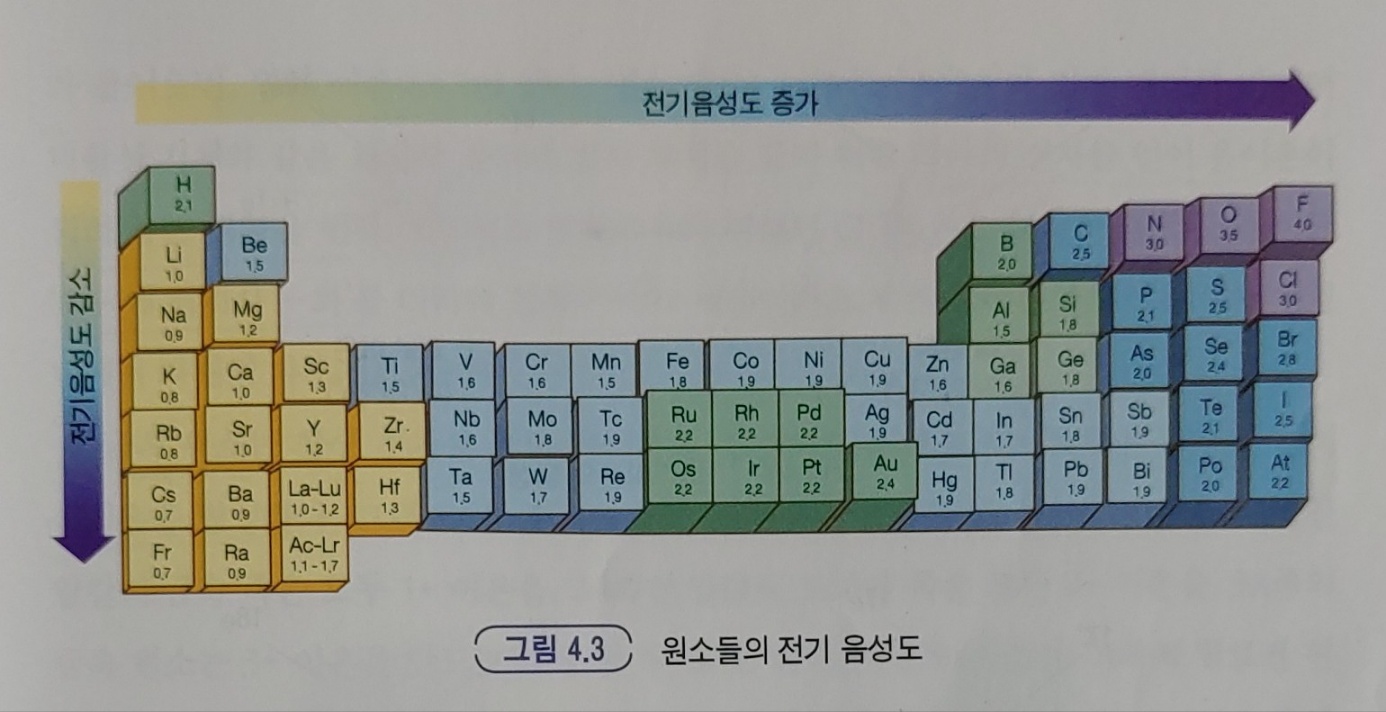 전기음성도 증가
전기음성도 감소
H
2.1
Li
1.0
Be
1.5
B
2.0
C
2.5
N
3.0
O
3.5
F
4.0
Na
0.9
Mg
1.2
Al
1.5
Si
1.8
P
2.1
S
2.5
Cl
3.0
K
0.8
Ca
1.0
Sc
1.3
Ti
1.5
V
1.6
Cr
1.6
Mn
1.5
Fe
1.8
Co
1.9
Ni
1.9
Cu
1.9
Zn
1.6
Ga
1.6
Ge
1.8
As
2.0
Se
2.4
Br
2.8
Rb
0.8
Sr
1.0
Y
1.2
Zr
1.4
Nb
1.6
Mo
1.8
Tc
1.9
Ru
2.2
Rh
2.2
Pd
2.2
Ag
1.9
Cd
1.7
In
1.7
Sn
1.8
Sb
1.9
Te
2.1
I
2.5
Cs
0.7
Ba
0.9
La-Lu
1.0-1.2
Hf
1.3
Ta
1.5
W
1.7
Re
1.9
Os
2.2
Ir
2.2
Pt
2.2
Au
2.4
Hg
1.9
Tl
1.8
Pb
1.9
Bi
1.9
Po
2.0
At
2.2
Fr
0.7
Ra
0.9
Ac-Lr
1.1-1.7
그림 4.3 원소들의 전기 음성도